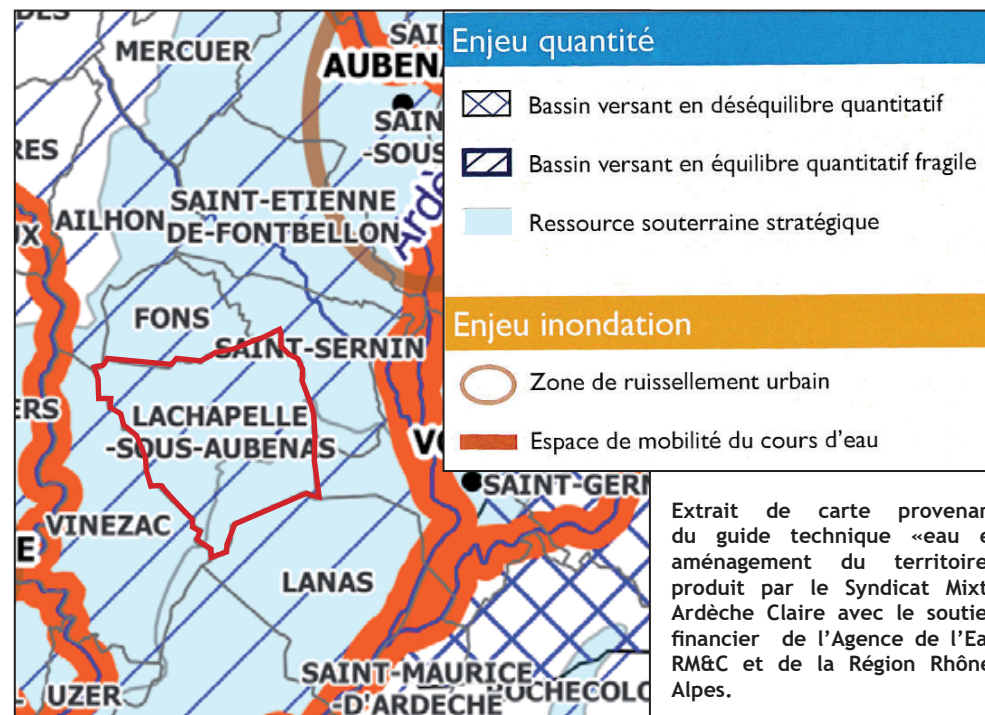 MERCUER
AUBENA
SAI
SAIN
-SOUS
RES
AILHON
SAINT-ETIENNE
DE-FONTBELLON
Ardè
FONS
SAINT-SERNIN
ERS
LACHAPELLE
-SOUS-AUBENAS
VINEZAC
LANAS
SAINT-GERM
SAINT-MAURICE
-D'ARDECHE
UZER
Enjeu quantité
Bassin versant en déséquilibre quantitatif
Bassin versant en équilibre quantitatif fragile
Ressource souterraine stratégique
Enjeu inondation
Zone de ruissellement urbain
Espace de mobilité du cours d'eau
Extrait de carte provenan
du guide technique «eau e
aménagement du territoire
produit par le Syndicat Mixt
Ardèche Claire avec le soutie
financier de l'Agence de l'Ea
RM&C et de la Région Rhône
Alpes.